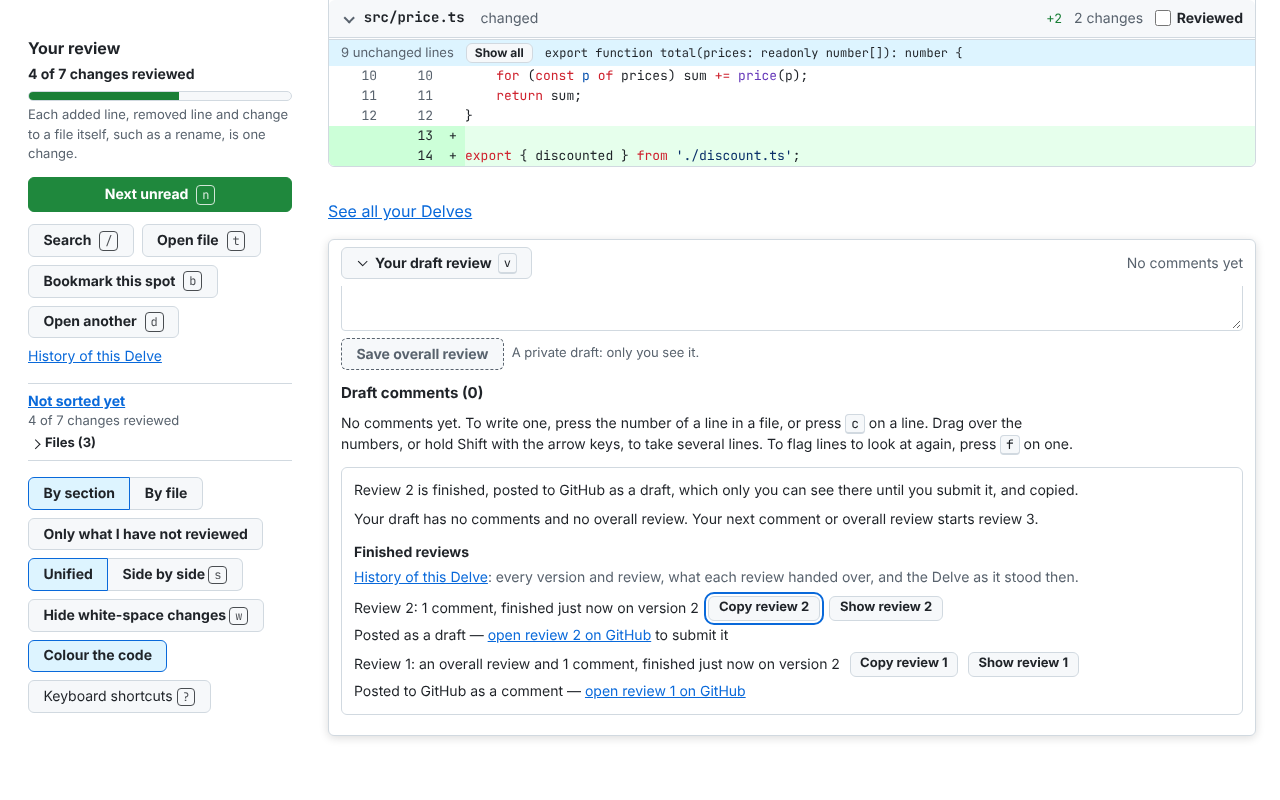 Your review
4 of 7 changes reviewed
Each added line, removed line and change
to a file itself, such as a rename, is one
change.
Next unread n
Search /
Open file t
Bookmark this spot b
Open another d
History of this Delve
Not sorted yet
4 of 7 changes reviewed
Files (3)
By section
By file
Only what I have not reviewed
Unified
Side by side s
Hide white-space changes w
Colour the code
Keyboard shortcuts ?
src/price.ts changed +2 2 changes Reviewed
9 unchanged lines Show all export function total(prices: readonly number[]): number {
10 10 for (const p of prices) sum += price(p);
11 11 return sum;
12 12 }
13 +
14 + export { discounted } from './discount.ts';
See all your Delves
Your draft review v No comments yet
Save overall review A private draft: only you see it.
Draft comments (0)
No comments yet. To write one, press the number of a line in a file, or press c on a line. Drag over the
numbers, or hold Shift with the arrow keys, to take several lines. To flag lines to look at again, press f on one.
Review 2 is finished, posted to GitHub as a draft, which only you can see there until you submit it, and copied.
Your draft has no comments and no overall review. Your next comment or overall review starts review 3.
Finished reviews
History of this Delve: every version and review, what each review handed over, and the Delve as it stood then.
Review 2: 1 comment, finished just now on version 2 Copy review 2 Show review 2
Posted as a draft — open review 2 on GitHub to submit it
Review 1: an overall review and 1 comment, finished just now on version 2 Copy review 1 Show review 1
Posted to GitHub as a comment — open review 1 on GitHub